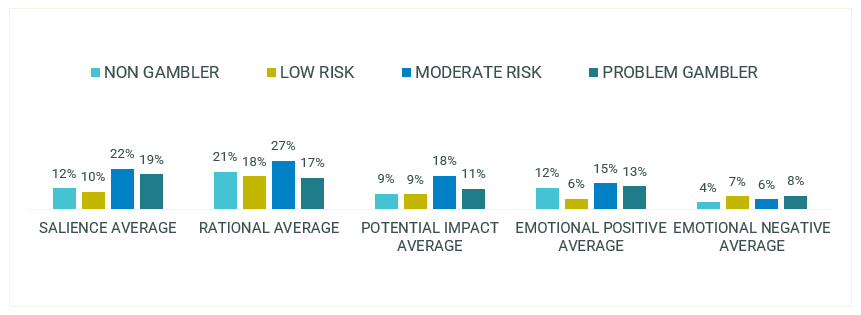 NON GAMBLER LOW RISK MODERATE RISK PROBLEM GAMBLER
12% 10% 22% 19% 21% 18% 27% 17% 9% 9% 18% 11% 12% 6% 15% 13% 4% 7% 6% 8%
SALIENCE AVERAGE RATIONAL AVERAGE POTENTIAL IMPACT EMOTIONAL POSITIVE EMOTIONAL NEGATIVE
AVERAGE AVERAGE AVERAGE